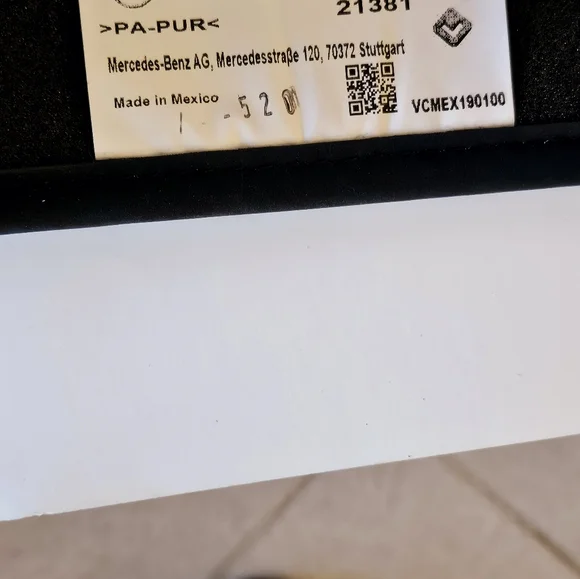 21381
>PA-PUR<
Mercedes-Benz AG, Mercedesstraße 120, 70372 Stuttgart
Made in Mexico
VCMEX190100